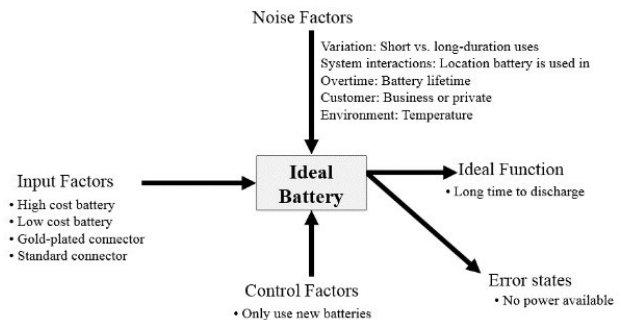 Noise Factors
Variation: Short vs. long-duration uses
System interactions: Location battery is used in
Overtime: Battery lifetime
Customer: Business or private
Environment: Temperature
Input Factors
• High cost battery
• Low cost battery
• Gold-plated connector
• Standard connector
Ideal
Battery
Ideal Function
• Long time to discharge
Control Factors
• Only use new batteries
Error states
• No power available